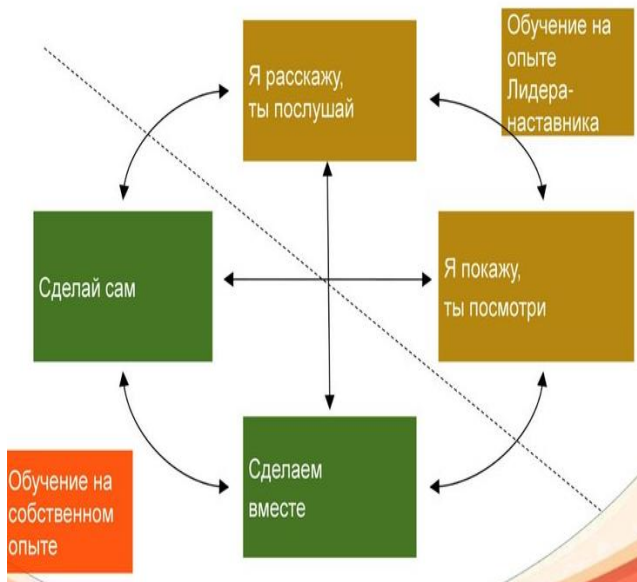 Я расскажу,
ты послушай
Обучение на
опыте
Лидера-
наставника
Сделай сам
Я покажу,
ты посмотри
Сделаем
вместе
Обучение на
собственном
опыте